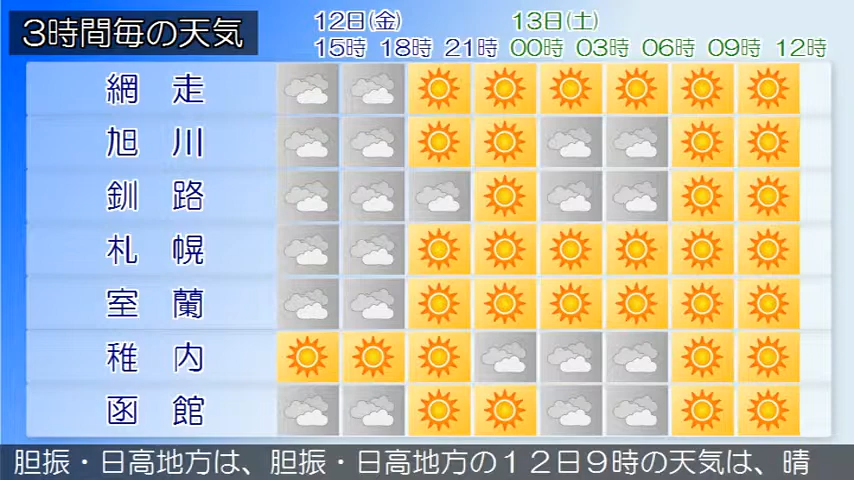 3時間毎の天気
12日(金) 13日(土)
15時 18時 21時 00時 03時 06時 09時 12時
網走
旭川
釧路
札幌
室蘭
稚内
函館
胆振・日高地方は、胆振・日高地方の12日9時の天気は、晴